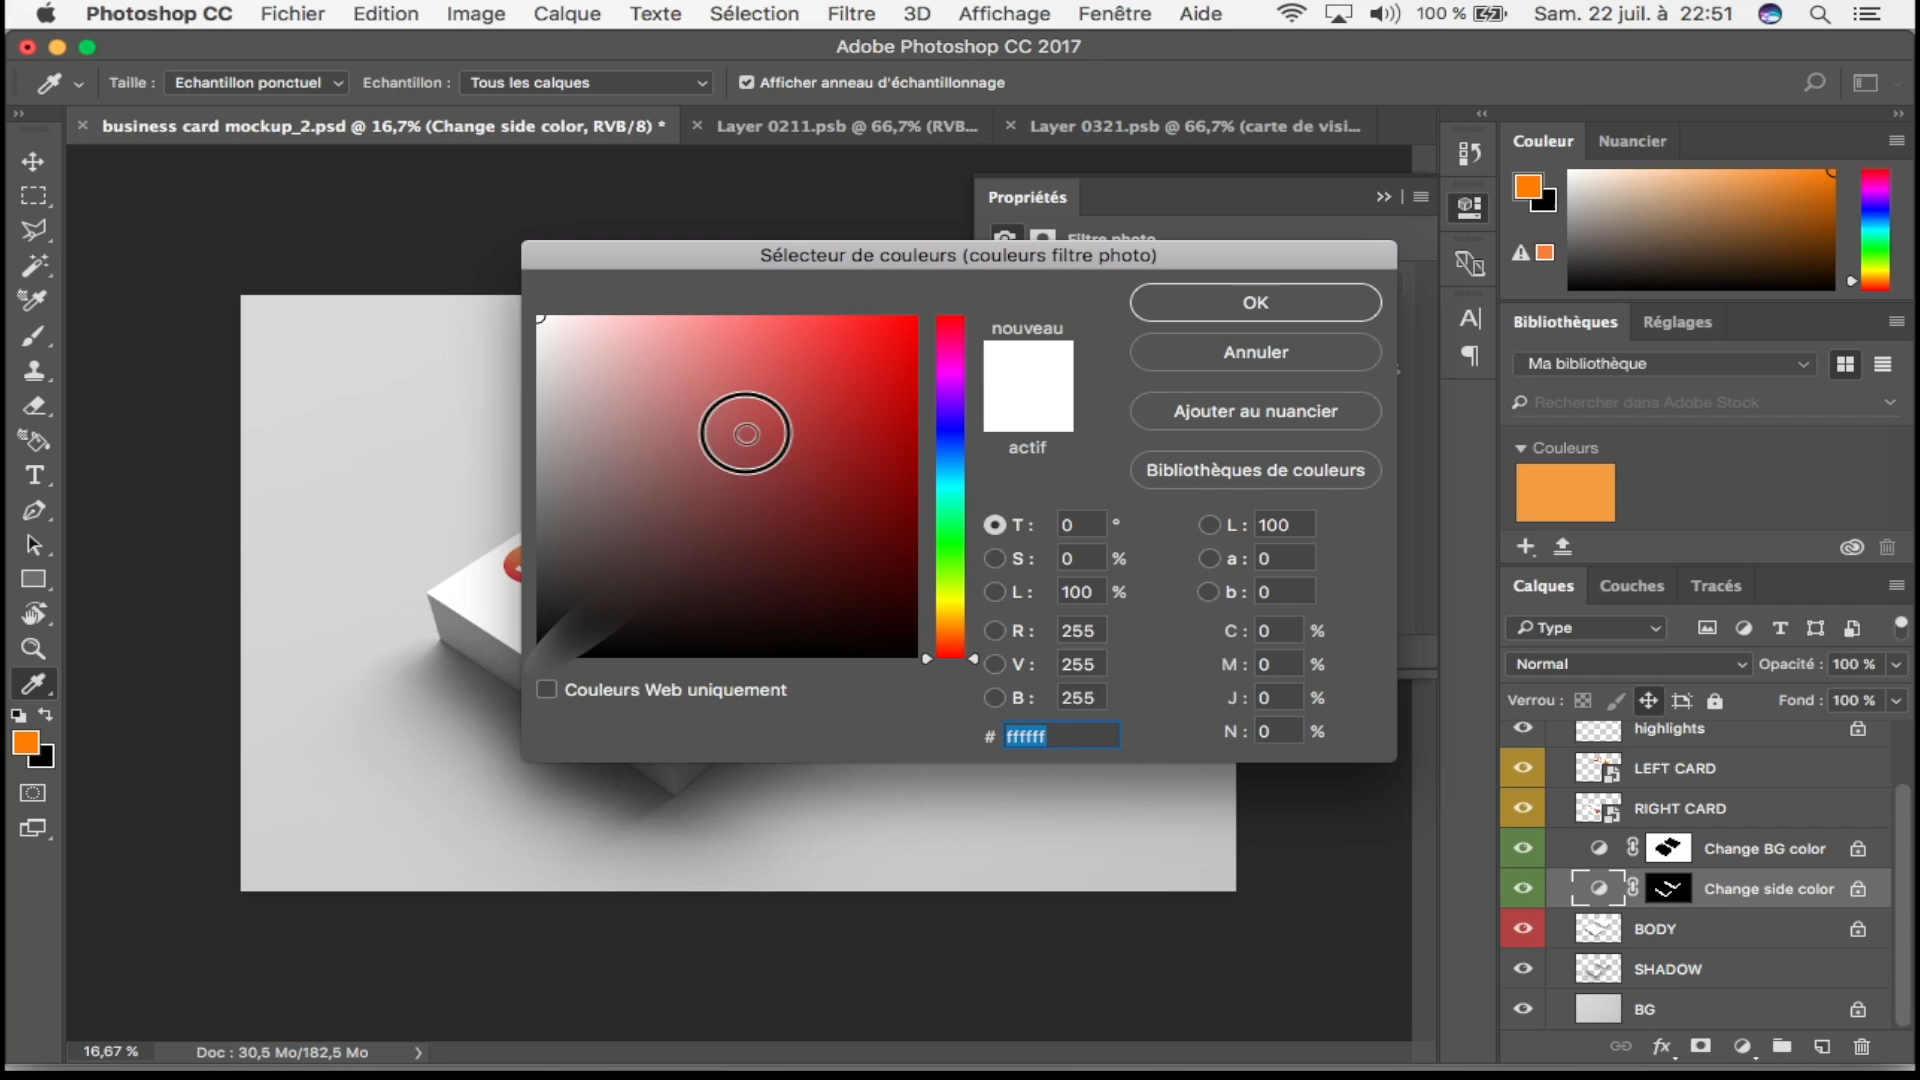 Photoshop CC Fichier Edition Image Calque Texte Sélection Filtre 3D Affichage Fenêtre Aide 100 % Sam. 22 juil. à 22:51
Adobe Photoshop CC 2017
Taille : Echantillon ponctuel Echantillon : Tous les calques Afficher anneau d'échantillonnage
business card mockup_2.psd @ 16,7% (Change side color, RVB/8) * Layer 0211.psb @ 66,7% (RVB... Layer 0321.psb @ 66,7% (carte de visi...
Propriétés
Filtre photo
Sélecteur de couleurs (couleurs filtre photo)
nouveau
actif
OK
Annuler
Ajouter au nuancier
Bibliothèques de couleurs
T : 0 ° L : 100
S : 0 % a : 0
L : 100 % b : 0
R : 255 C : 0 %
V : 255 M : 0 %
B : 255 J : 0 %
# ffffff N : 0 %
Couleurs Web uniquement
Couleur Nuancier
Bibliothèques Réglages
Ma bibliothèque
Rechercher dans Adobe Stock
Couleurs
Calques Couches Tracés
Type
Normal Opacité : 100 %
Verrou : Fond : 100 %
highlights
LEFT CARD
RIGHT CARD
Change BG color
Change side color
BODY
SHADOW
BG
fx
16,67 % Doc : 30,5 Mo/182,5 Mo